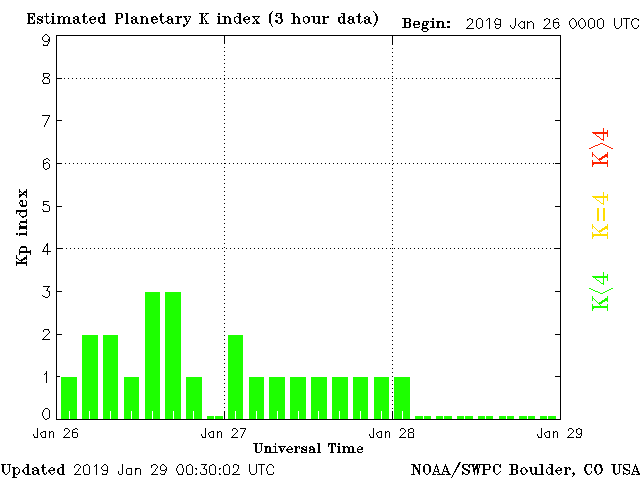 Estimated Planetary K index (3 hour data)
Begin: 2019 Jan 26 0000 UTC
9
8
7
6
5
4
3
2
1
0
Kp index
K>4
K=4
K<4
Jan 26
Jan 27
Jan 28
Jan 29
Universal Time
Updated 2019 Jan 29 00:30:02 UTC
NOAA/SWPC Boulder, CO USA